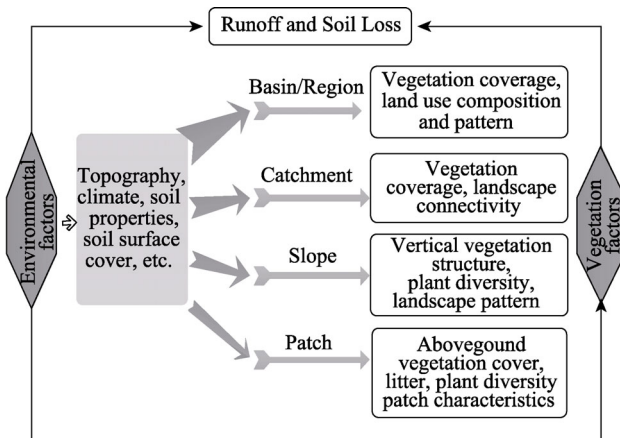 Runoff and Soil Loss
Environmental
factors
Topography,
climate, soil
properties,
soil surface
cover, etc.
Basin/Region
Vegetation coverage,
land use composition
and pattern
Catchment
Vegetation
coverage, landscape
connectivity
Slope
Vertical vegetation
structure,
plant diversity,
landscape pattern
Patch
Abovegound
vegetation cover,
litter, plant diversity
patch characteristics
Vegetation
factors